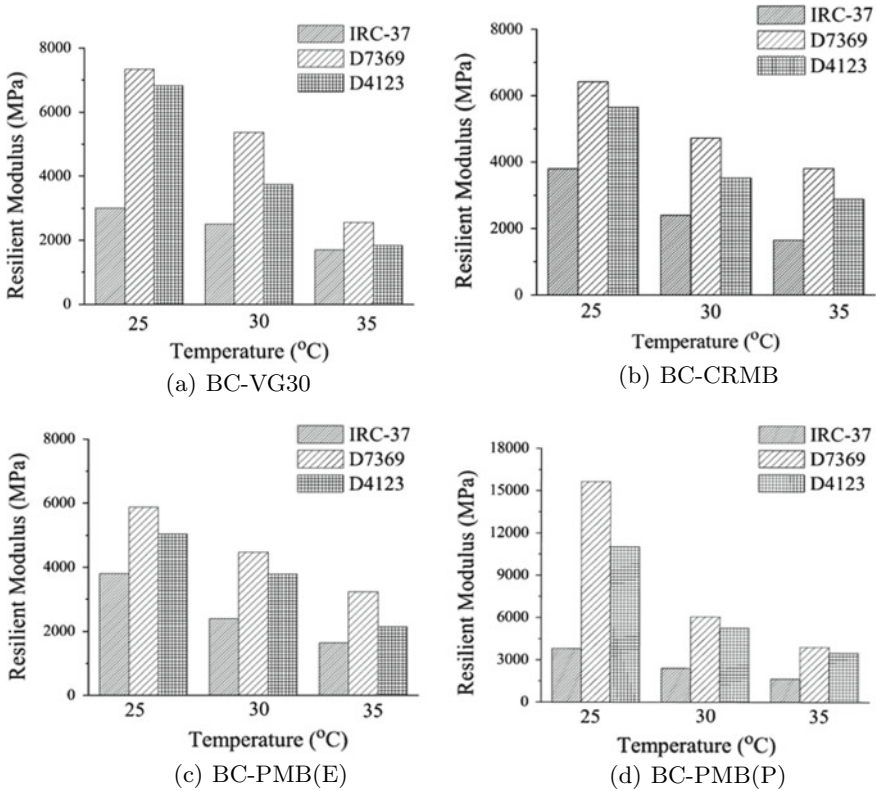 8000
6000
4000
2000
0
Resilient Modulus (MPa)
IRC-37
D7369
D4123
25 30 35
Temperature (°C)
(a) BC-VG30
8000
6000
4000
2000
0
Resilient Modulus (MPa)
IRC-37
D7369
D4123
25 30 35
Temperature (°C)
(b) BC-CRMB
8000
6000
4000
2000
0
Resilient Modulus (MPa)
IRC-37
D7369
D4123
25 30 35
Temperature (°C)
(c) BC-PMB(E)
18000
15000
12000
9000
6000
3000
0
Resilient Modulus (MPa)
IRC-37
D7369
D4123
25 30 35
Temperature (°C)
(d) BC-PMB(P)